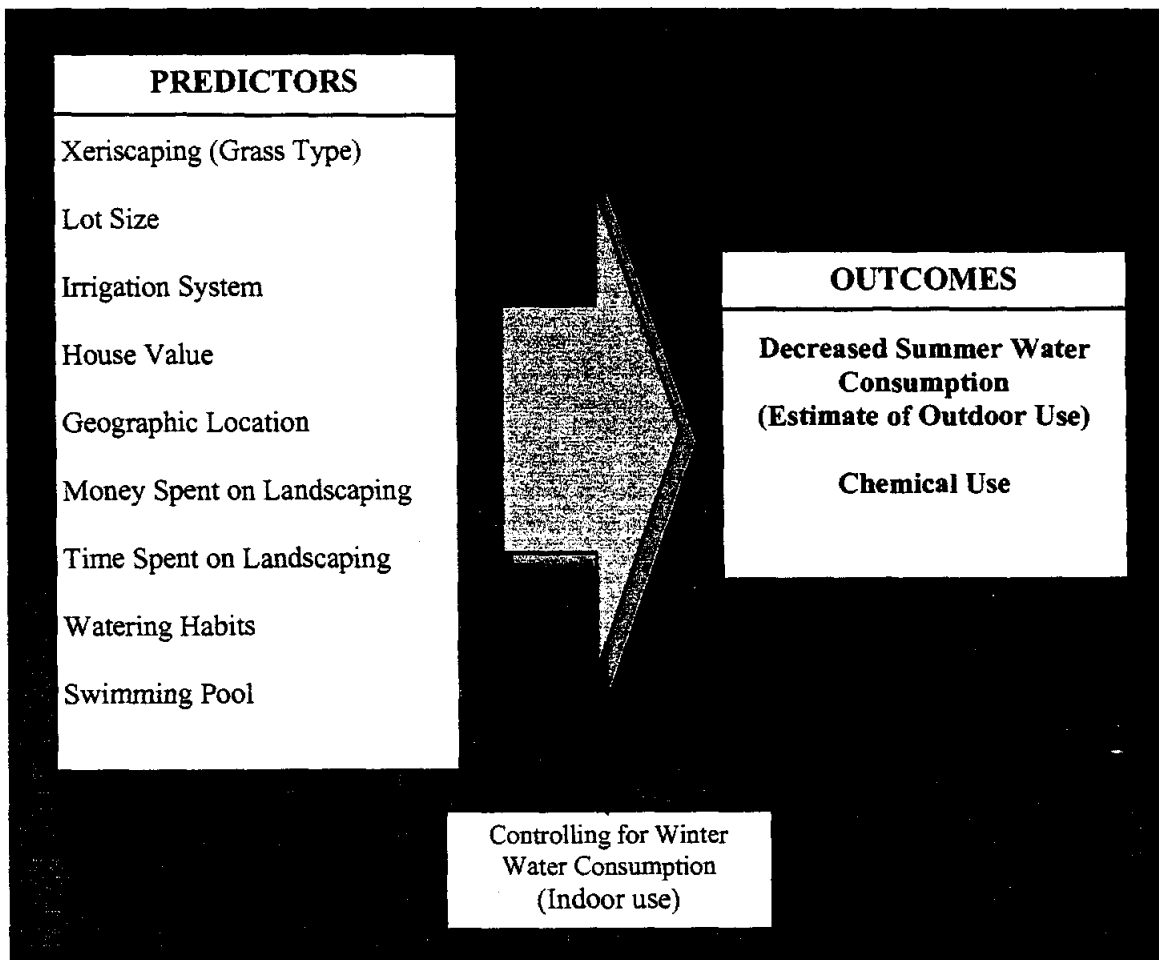 PREDICTORS
Xeriscaping (Grass Type)
Lot Size
Irrigation System
House Value
Geographic Location
Money Spent on Landscaping
Time Spent on Landscaping
Watering Habits
Swimming Pool
OUTCOMES
Decreased Summer Water
Consumption
(Estimate of Outdoor Use)
Chemical Use
Controlling for Winter
Water Consumption
(Indoor use)